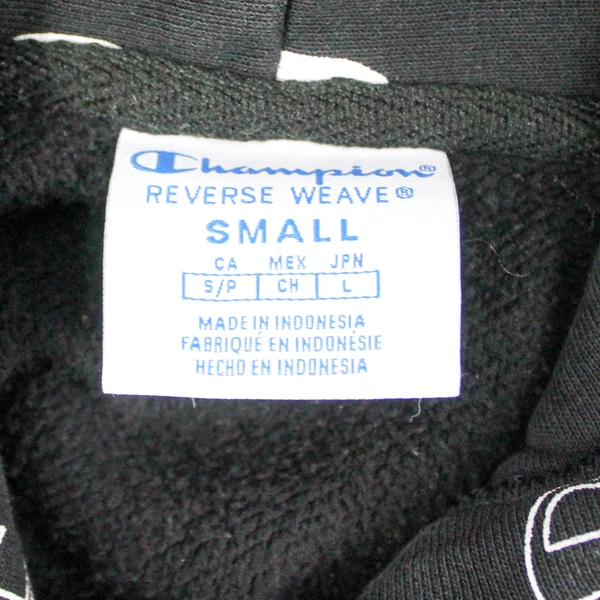 Champion®
REVERSE WEAVE®
SMALL
CA MEX JPN
S/P CH L
MADE IN INDONESIA
FABRIQUÉ EN INDONÉSIE
HECHO EN INDONESIA